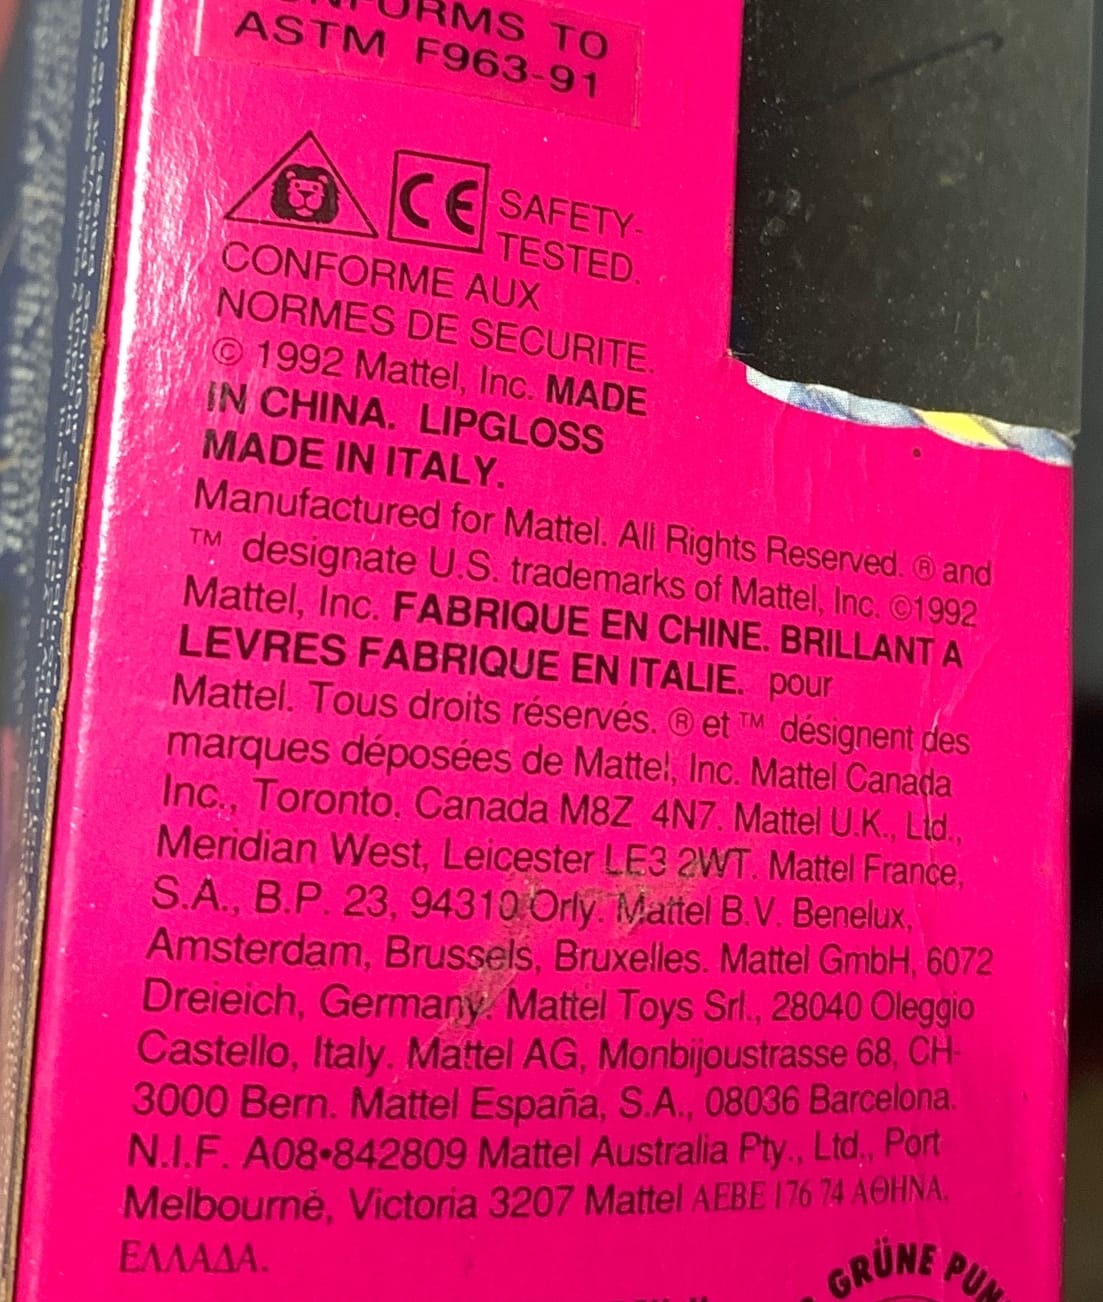 ORMS TO
ASTM F963-91
CE SAFETY-
TESTED.
CONFORME AUX
NORMES DE SECURITE.
© 1992 Mattel, Inc. MADE
IN CHINA. LIPGLOSS
MADE IN ITALY.
Manufactured for Mattel. All Rights Reserved. ® and
™ designate U.S. trademarks of Mattel, Inc. ©1992
Mattel, Inc. FABRIQUE EN CHINE. BRILLANT A
LEVRES FABRIQUE EN ITALIE. pour
Mattel. Tous droits réservés. ® et ™ désignent des
marques déposées de Mattel, Inc. Mattel Canada
Inc., Toronto. Canada M8Z 4N7. Mattel U.K., Ltd.,
Meridian West, Leicester LE3 2WT. Mattel France,
S.A., B.P. 23, 94310 Orly. Mattel B.V. Benelux,
Amsterdam, Brussels, Bruxelles. Mattel GmbH, 6072
Dreieich, Germany. Mattel Toys Srl., 28040 Oleggio
Castello, Italy. Mattel AG, Monbijoustrasse 68, CH-
3000 Bern. Mattel España, S.A., 08036 Barcelona.
N.I.F. A08•842809 Mattel Australia Pty., Ltd., Port
Melbourne, Victoria 3207 Mattel AEBE 176 74 ΑΘΗΝΑ,
ΕΛΛΑΔΑ.
GRÜNE PUN